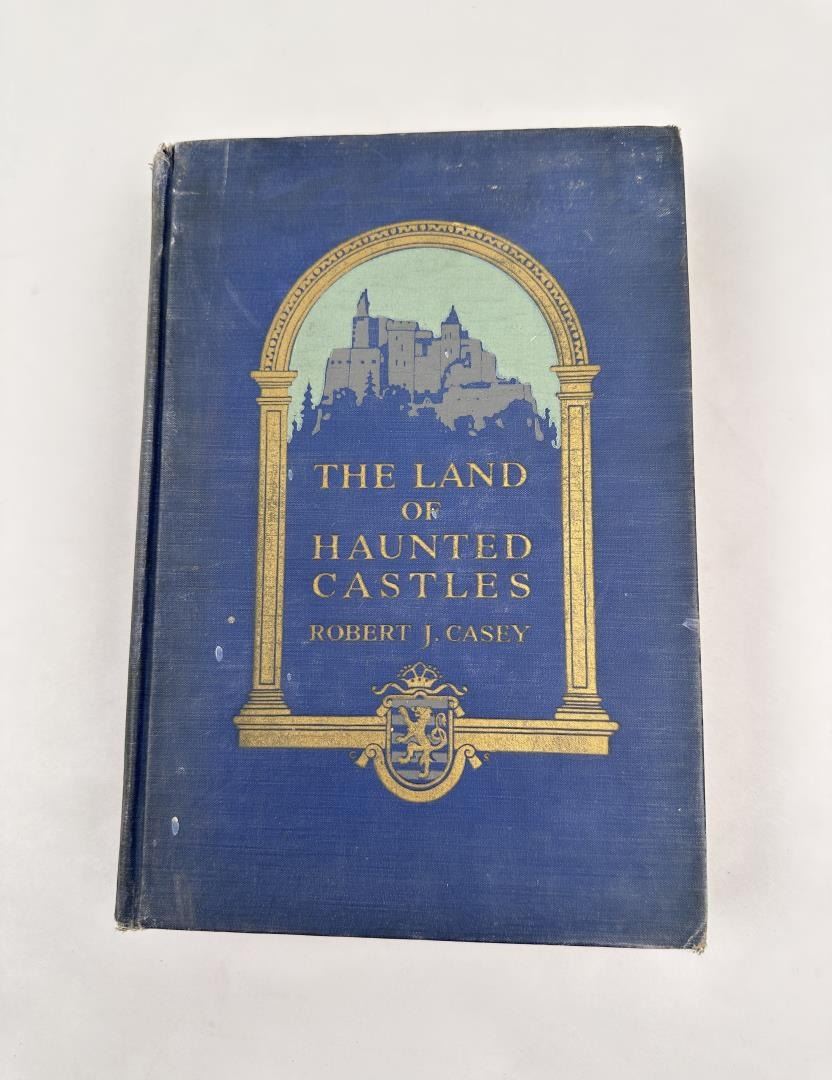 THE LAND
OF
HAUNTED
CASTLES
ROBERT J. CASEY